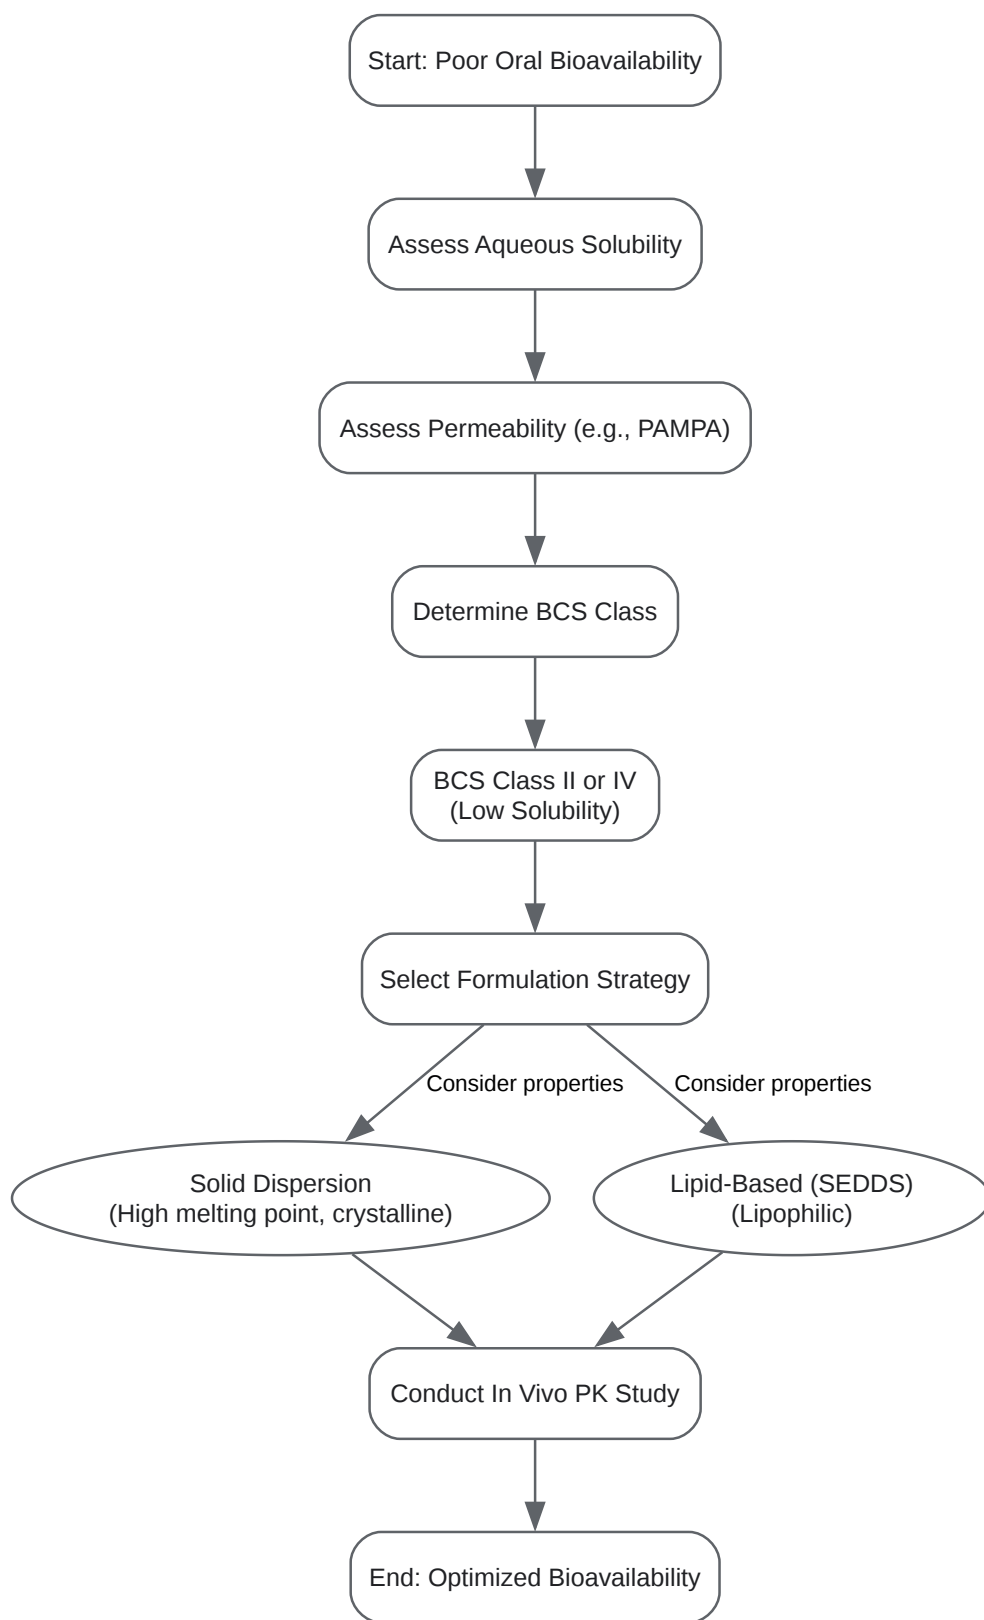 Start: Poor Oral Bioavailability
Assess Aqueous Solubility
Assess Permeability (e.g., PAMPA)
Determine BCS Class
BCS Class II or IV
(Low Solubility)
Select Formulation Strategy
Consider properties
Consider properties
Solid Dispersion
(High melting point, crystalline)
Lipid-Based (SEDDS)
(Lipophilic)
Conduct In Vivo PK Study
End: Optimized Bioavailability